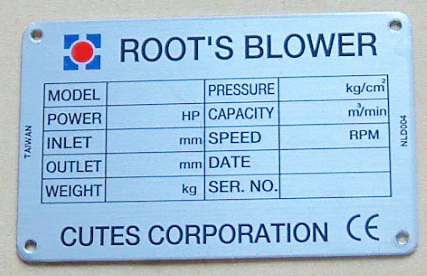 ROOT'S BLOWER
MODEL PRESSURE kg/cm²
POWER HP CAPACITY m³/min
INLET mm SPEED RPM
OUTLET mm DATE
WEIGHT kg SER. NO.
TAIWAN
NLD004
CUTES CORPORATION CE